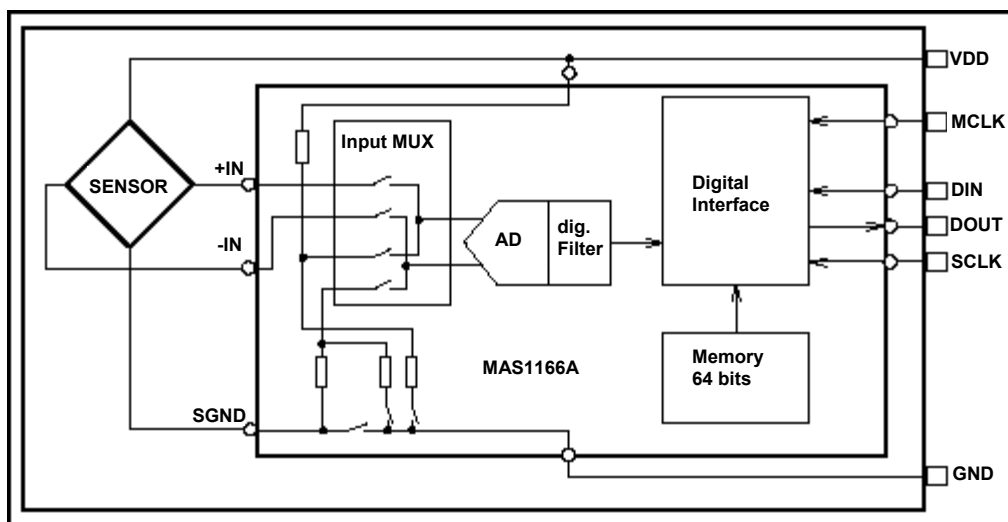 VDD
MCLK
Input MUX
+IN
SENSOR
Digital
Interface
DIN
DOUT
-IN
AD
dig.
Filter
SCLK
Memory
64 bits
MAS1166A
SGND
GND